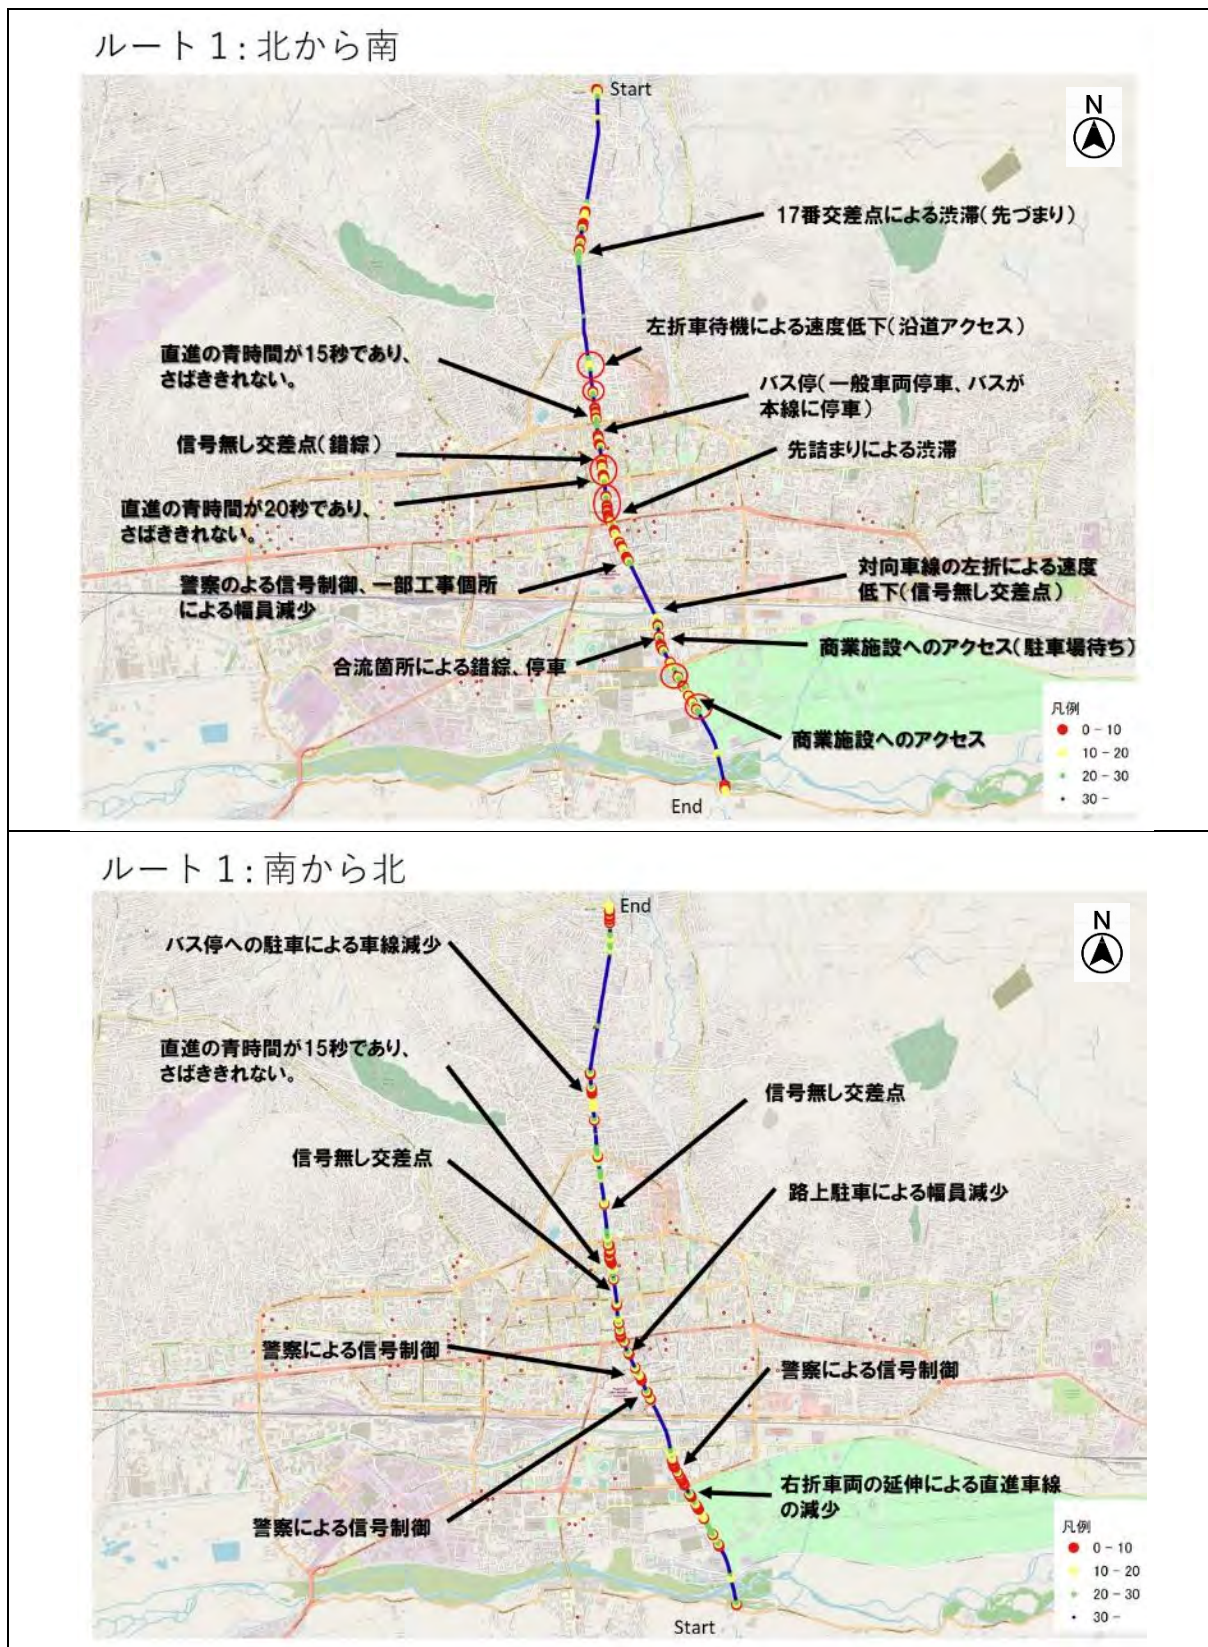 ルート 1 : 北から南
Start
N
17番交差点による渋滞(先づまり)
左折車待機による速度低下(沿道アクセス)
直進の青時間が15秒であり、
さばききれない。
バス停(一般車両停車、バスが
本線に停車)
信号無し交差点(錯綜)
先詰まりによる渋滞
直進の青時間が20秒であり、
さばききれない。
警察のよる信号制御、一部工事個所
による幅員減少
対向車線の左折による速度
低下(信号無し交差点)
商業施設へのアクセス(駐車場待ち)
合流箇所による錯綜、停車
商業施設へのアクセス
凡例
0 - 10
10 - 20
20 - 30
30 -
End
ルート 1 : 南から北
End
N
バス停への駐車による車線減少
直進の青時間が15秒であり、
さばききれない。
信号無し交差点
信号無し交差点
路上駐車による幅員減少
警察による信号制御
警察による信号制御
右折車両の延伸による直進車線
の減少
警察による信号制御
凡例
0 - 10
10 - 20
20 - 30
30 -
Start